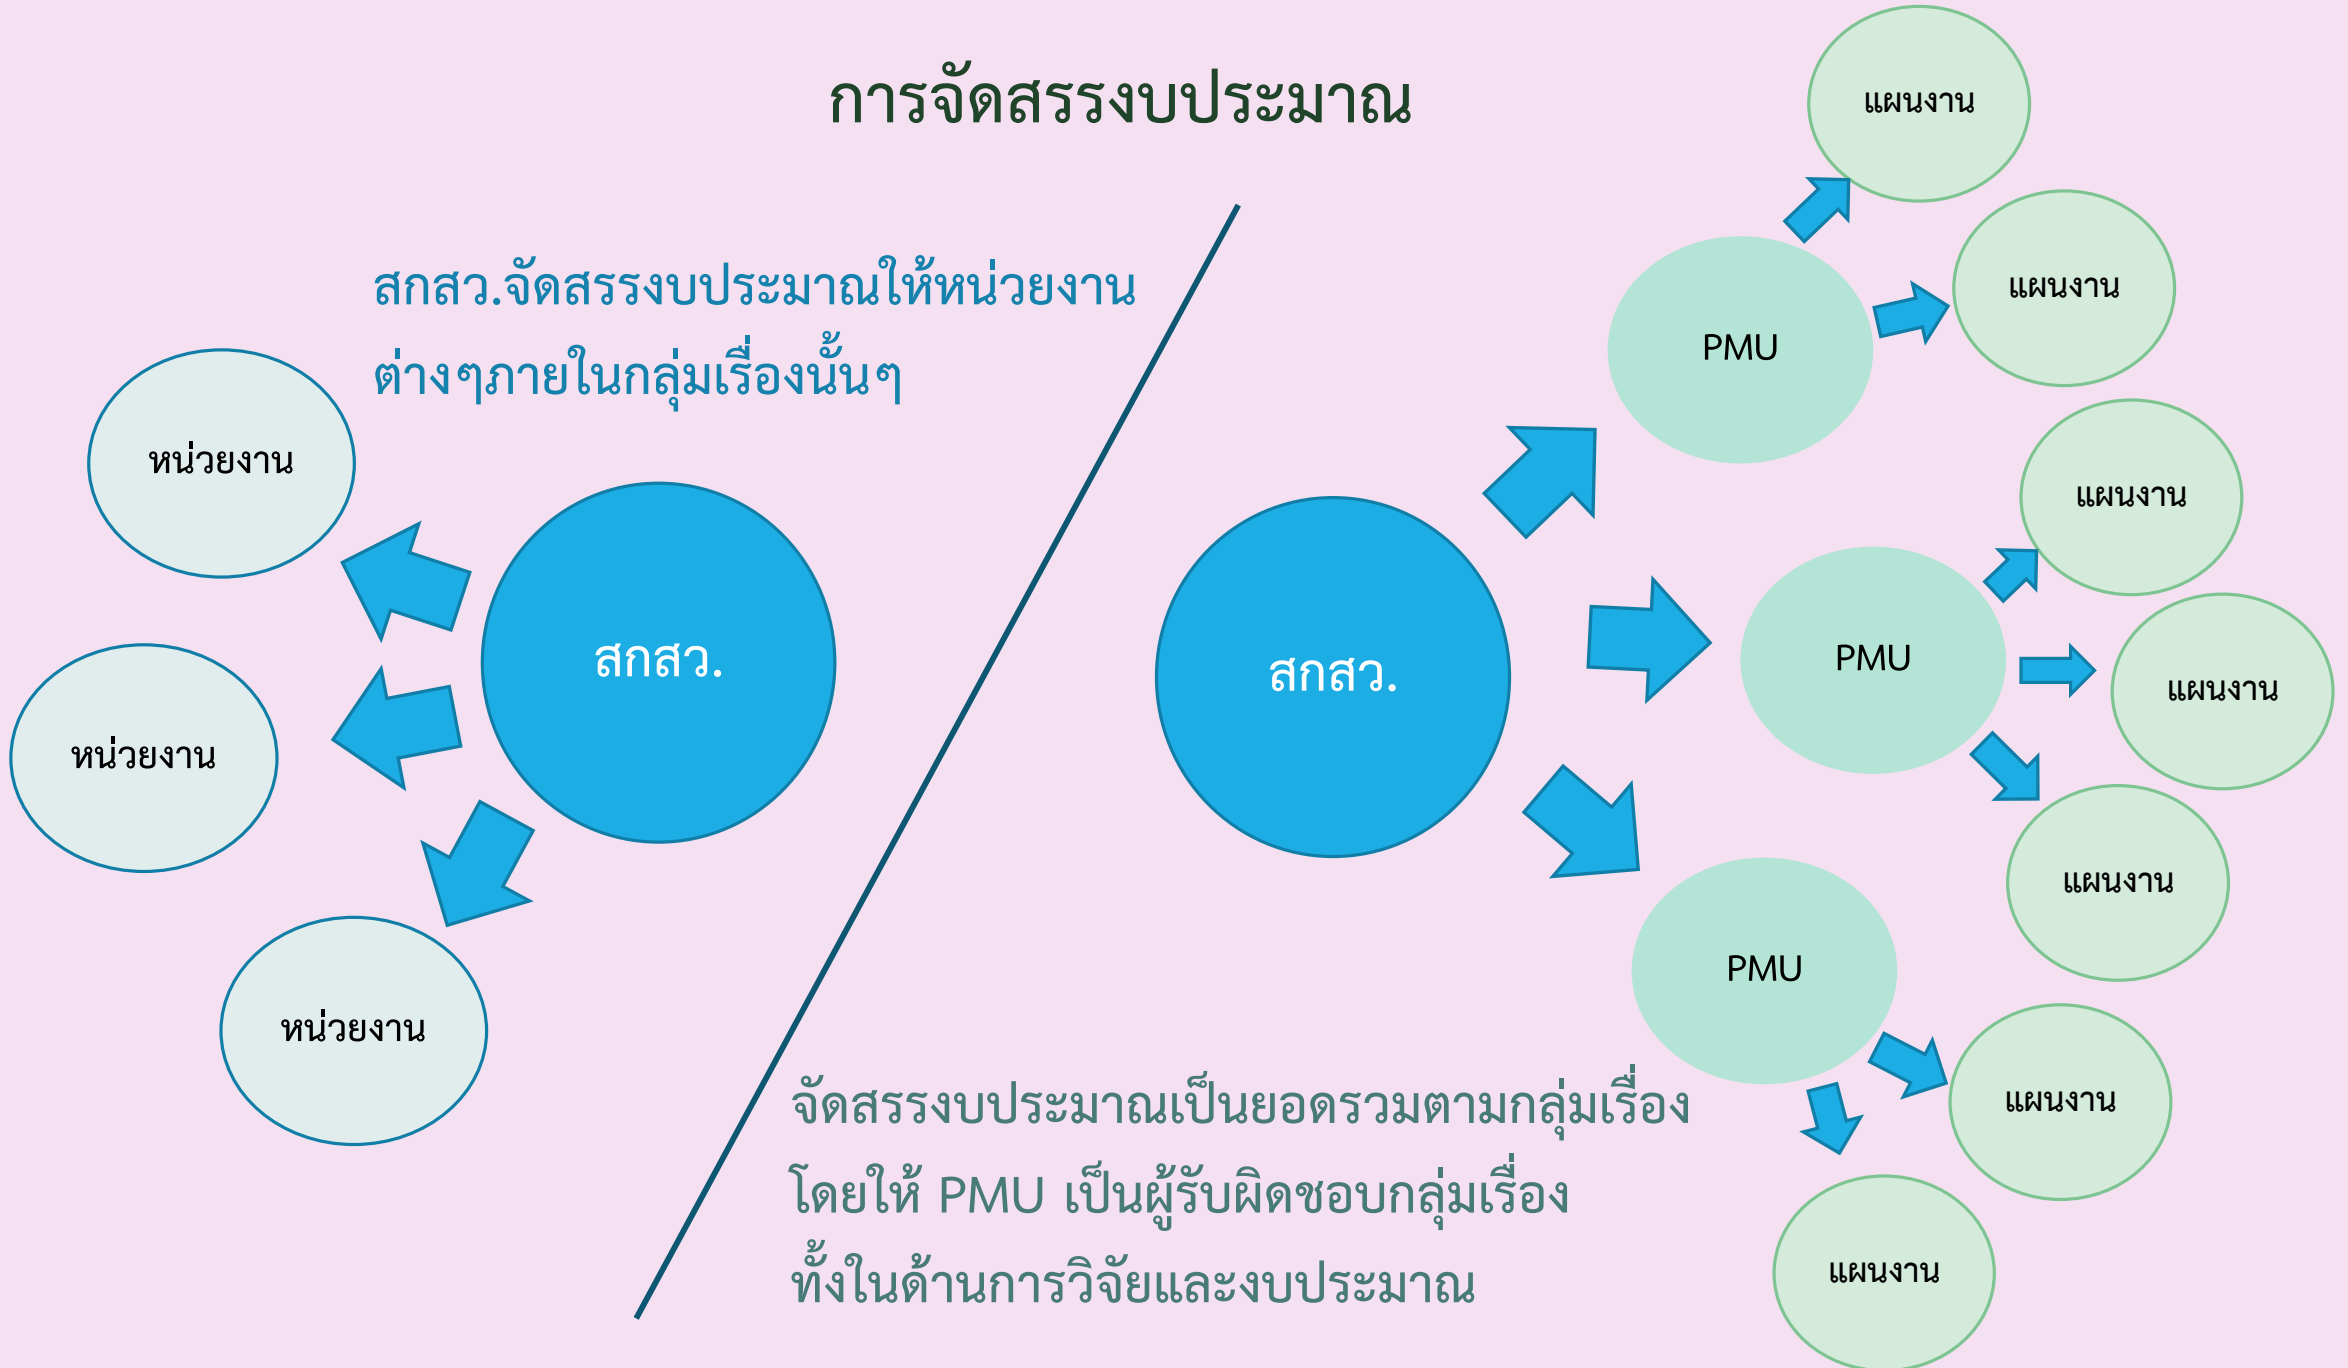 การจัดสรรงบประมาณ
สกสว.จัดสรรงบประมาณให้หน่วยงาน
ต่างๆภายในกลุ่มเรื่องนั้นๆ
หน่วยงาน
หน่วยงาน
หน่วยงาน
สกสว.
สกสว.
PMU
PMU
PMU
แผนงาน
แผนงาน
แผนงาน
แผนงาน
แผนงาน
แผนงาน
แผนงาน
จัดสรรงบประมาณเป็นยอดรวมตามกลุ่มเรื่อง
โดยให้ PMU เป็นผู้รับผิดชอบกลุ่มเรื่อง
ทั้งในด้านการวิจัยและงบประมาณ